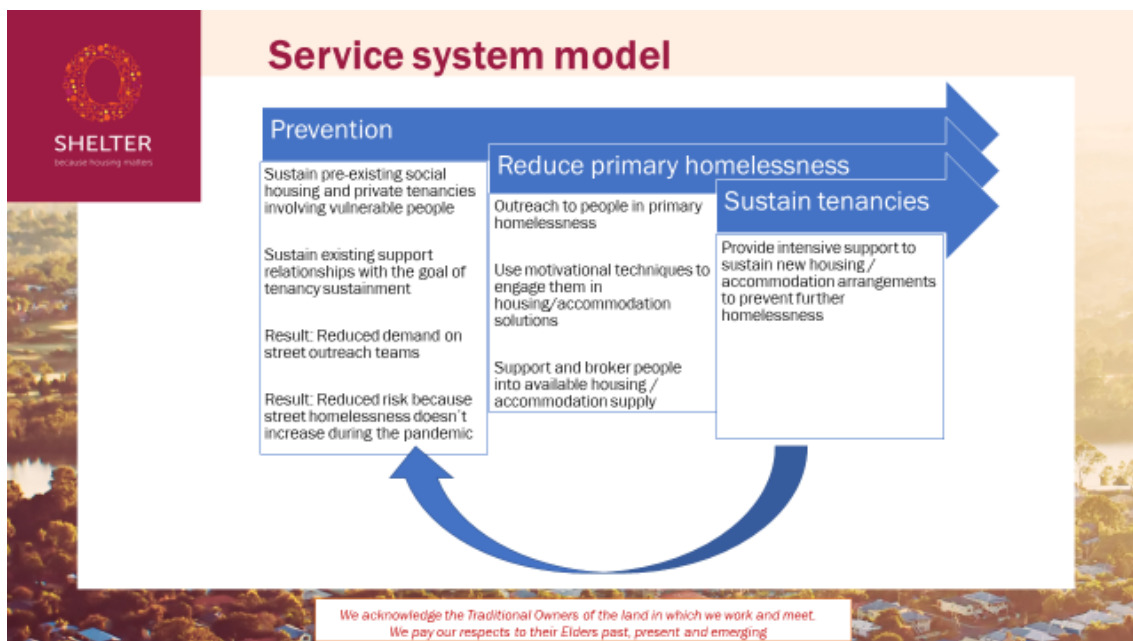 Service system model
SHELTER
because housing matters
Prevention
Sustain pre-existing social
housing and private tenancies
involving vulnerable people
Sustain existing support
relationships with the goal of
tenancy sustainment
Result: Reduced demand on
street outreach teams
Result: Reduced risk because
street homelessness doesn´t
increase during the pandemic
Reduce primary homelessness
Outreach to people in primary
homelessness
Use motivational techniques to
engage them in
housing/accommodation
solutions
Support and broker people
into available housing /
accommodation supply
Sustain tenancies
Provide intensive support to
sustain new housing /
accommodation arrangements
to prevent further
homelessness
We acknowledge the Traditional Owners of the land in which we work and meet.
We pay our respects to their Elders past, present and emerging